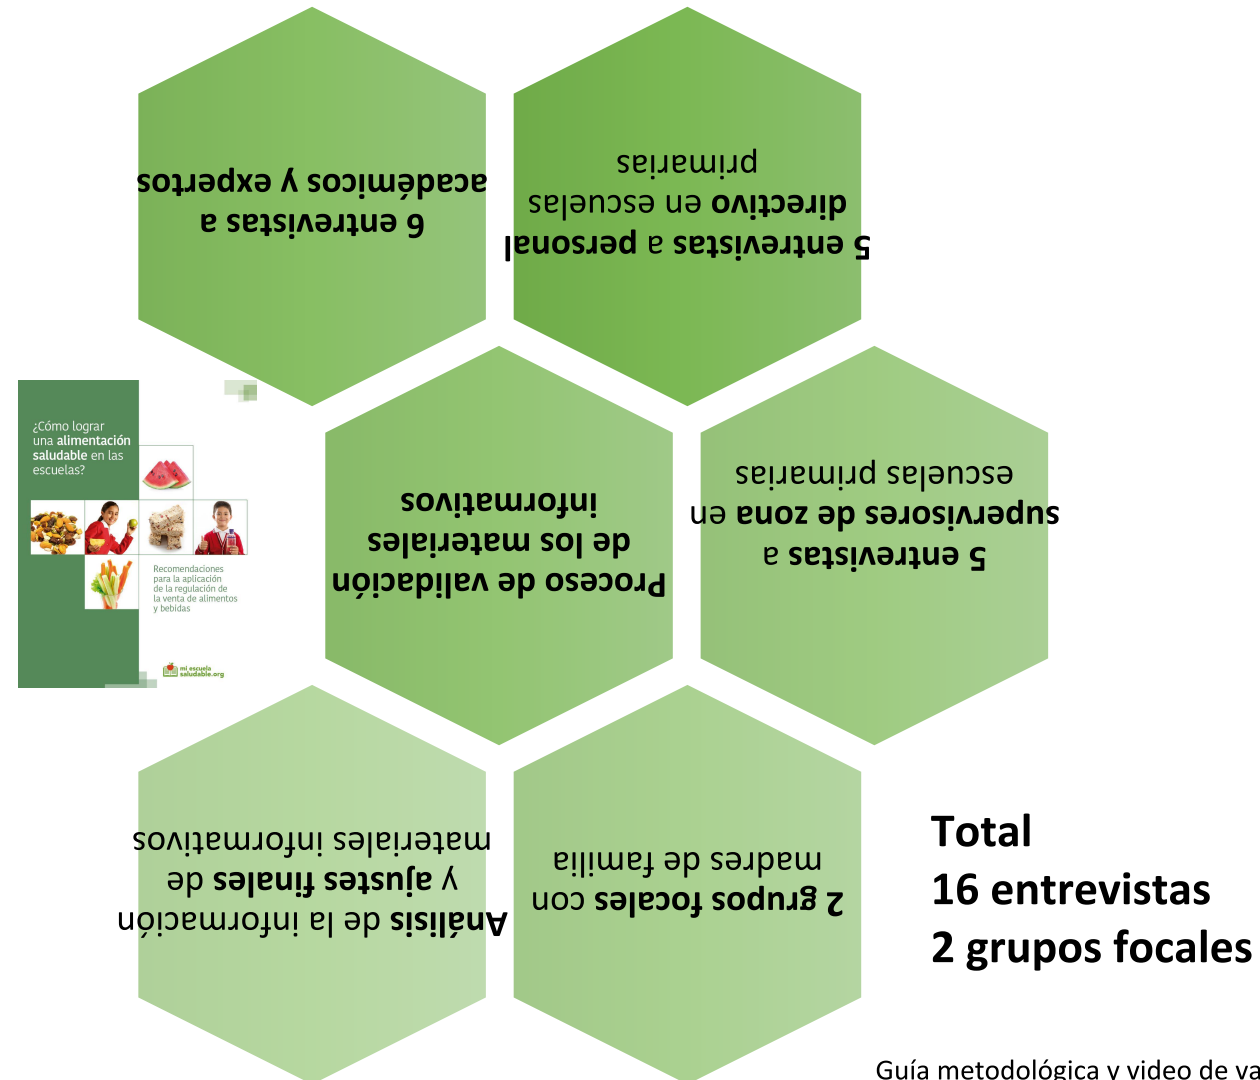 6 entrevistas a
académicos y expertos
5 entrevistas a personal
directivo en escuelas
primarias
¿Cómo lograr
una alimentación
saludable en las
escuelas?
Recomendaciones
para la aplicación
de la regulación de
la venta de alimentos
y bebidas
mi escuela
saludable.org
Proceso de validación
de los materiales
informativos
5 entrevistas a
supervisores de zona en
escuelas primarias
Análisis de la información
y ajustes finales de
materiales informativos
2 grupos focales con
madres de familia
Total
16 entrevistas
2 grupos focales
Guía metodológica y video de va